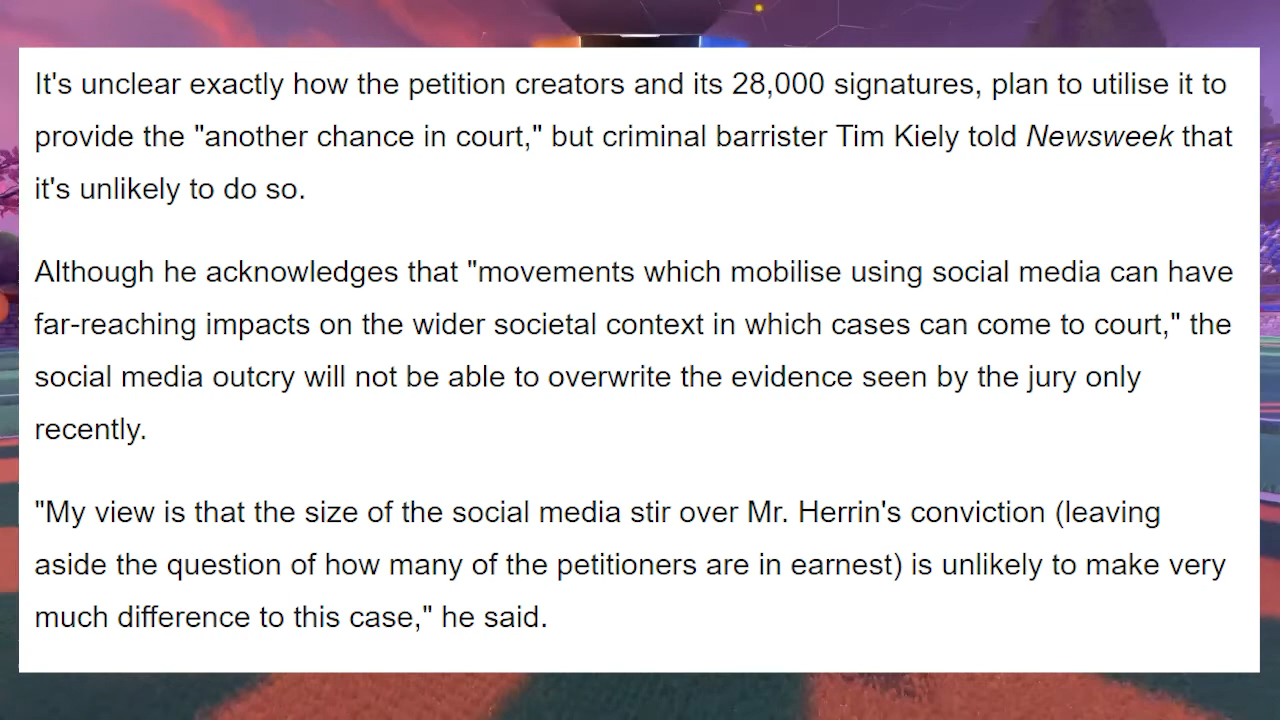 It's unclear exactly how the petition creators and its 28,000 signatures, plan to utilise it to
provide the "another chance in court," but criminal barrister Tim Kiely told Newsweek that
it's unlikely to do so.
Although he acknowledges that "movements which mobilise using social media can have
far-reaching impacts on the wider societal context in which cases can come to court," the
social media outcry will not be able to overwrite the evidence seen by the jury only
recently.
"My view is that the size of the social media stir over Mr. Herrin's conviction (leaving
aside the question of how many of the petitioners are in earnest) is unlikely to make very
much difference to this case," he said.